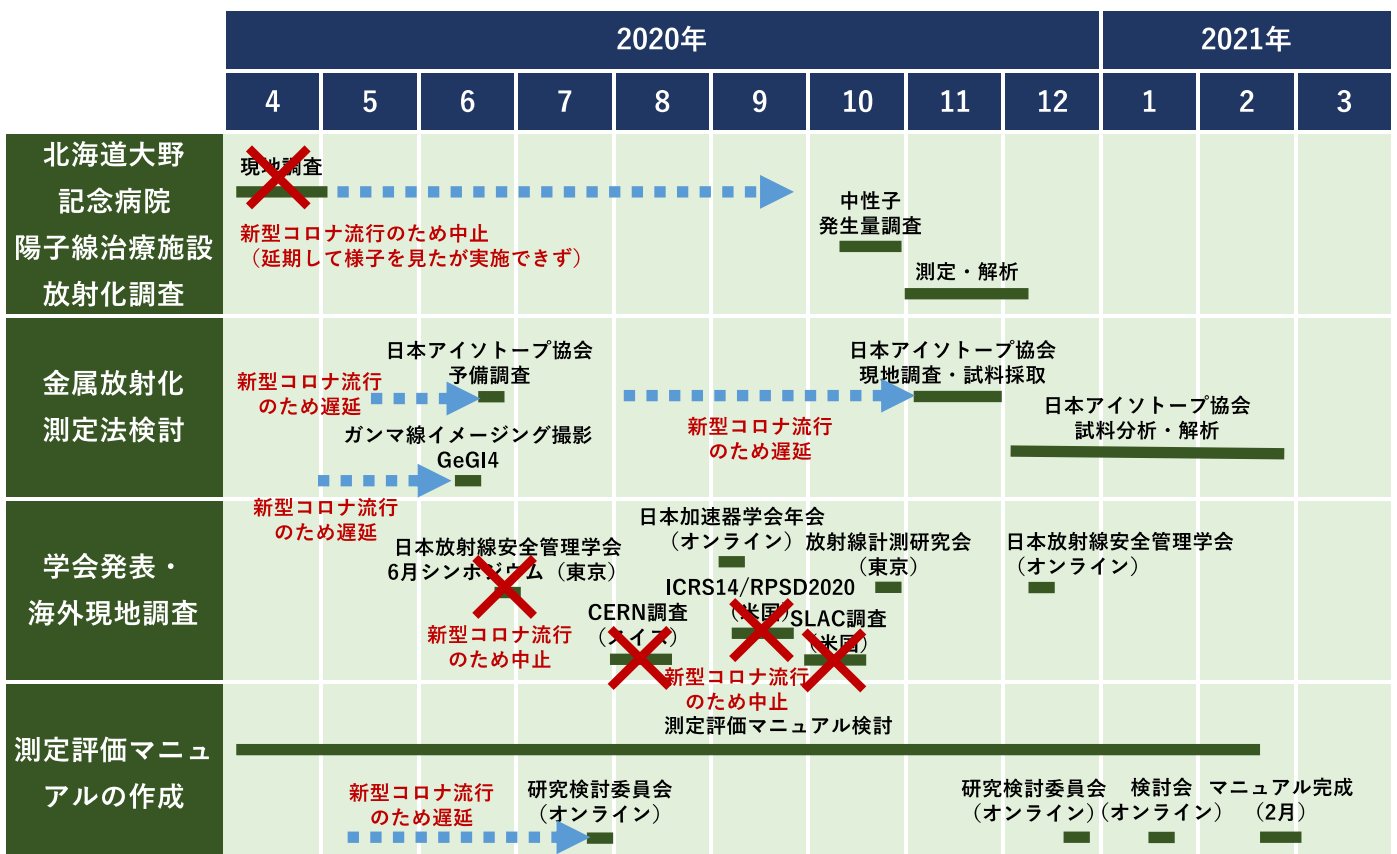 2020年
2021年
4
5
6
7
8
9
10
11
12
1
2
3
北海道大野
記念病院
陽子線治療施設
放射化調査
現地調査
新型コロナ流行のため中止
（延期して様子を見たが実施できず）
中性子
発生量調査
測定・解析
金属放射化
測定法検討
新型コロナ流行
のため遅延
日本アイソトープ協会
予備調査
ガンマ線イメージング撮影
GeGI4
新型コロナ流行
のため遅延
新型コロナ流行
のため遅延
日本アイソトープ協会
現地調査・試料採取
日本アイソトープ協会
試料分析・解析
学会発表・
海外現地調査
日本放射線安全管理学会
6月シンポジウム（東京）
新型コロナ流行
のため中止
CERN調査
（スイス）
日本加速器学会年会
（オンライン）
ICRS14/RPSD2020
（米国）
SLAC調査
（米国）
新型コロナ流行
のため中止
放射線計測研究会
（東京）
日本放射線安全管理学会
（オンライン）
測定評価マニュ
アルの作成
測定評価マニュアル検討
新型コロナ流行
のため遅延
研究検討委員会
（オンライン）
研究検討委員会
（オンライン）
検討会
（オンライン）
マニュアル完成
（2月）